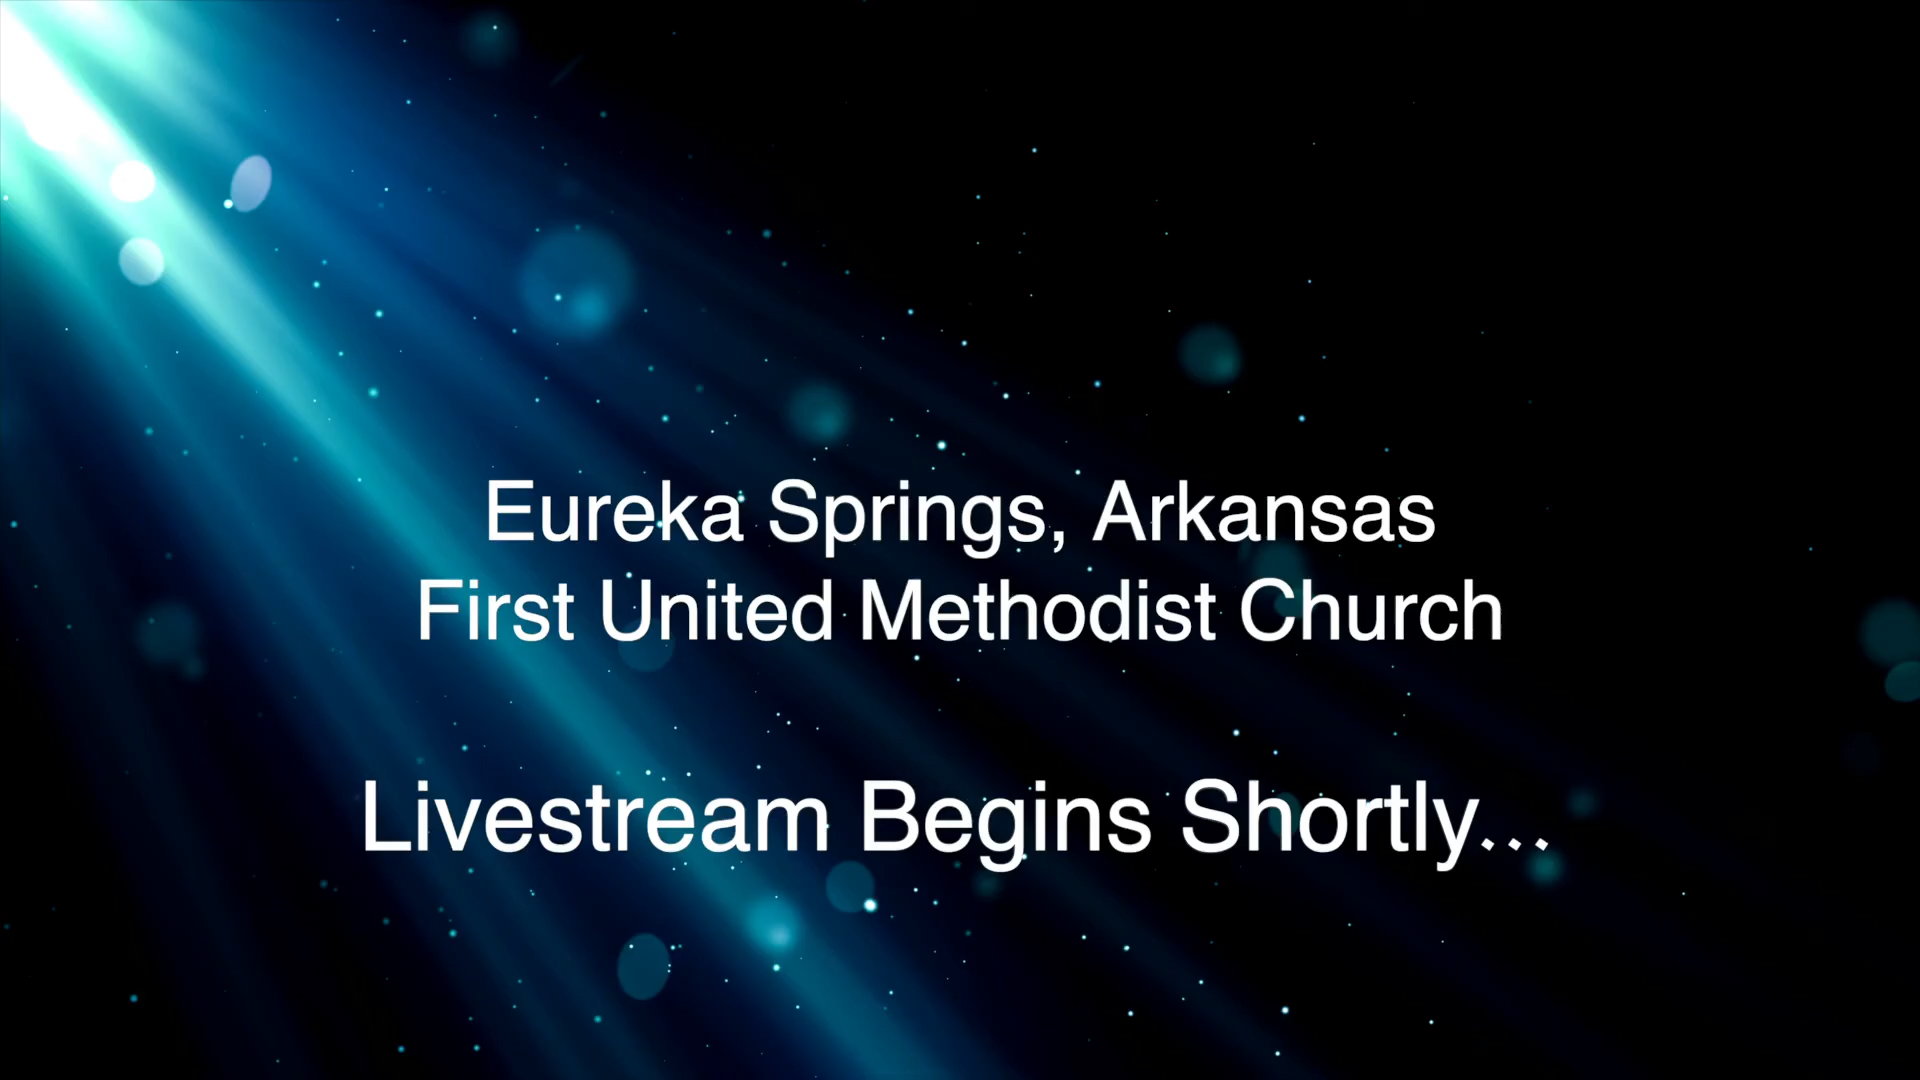 Eureka Springs, Arkansas
First United Methodist Church
Livestream Begins Shortly...